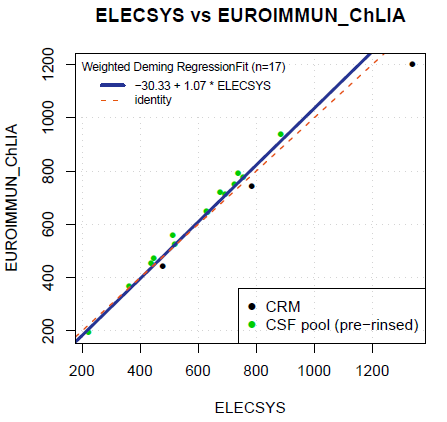 ELECSYS vs EUROIMMUN_ChLIA
Weighted Deming RegressionFit (n=17)
−30.33 + 1.07 * ELECSYS
identity
EUROIMMUN_ChLIA
1200
1000
800
600
400
200
CRM
CSF pool (pre-rinsed)
200 400 600 800 1000 1200
ELECSYS